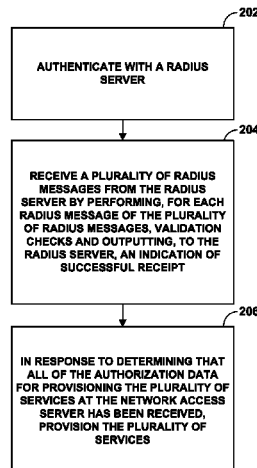 202
AUTHENTICATE WITH A RADIUS
SERVER
204
RECEIVE A PLURALITY OF RADIUS
MESSAGES FROM THE RADIUS
SERVER BY PERFORMING, FOR EACH
RADIUS MESSAGE OF THE PLURALITY
OF RADIUS MESSAGES, VALIDATION
CHECKS AND OUTPUTTING, TO THE
RADIUS SERVER, AN INDICATION OF
SUCCESSFUL RECEIPT
206
IN RESPONSE TO DETERMINING THAT
ALL OF THE AUTHORIZATION DATA
FOR PROVISIONING THE PLURALITY OF
SERVICES AT THE NETWORK ACCESS
SERVER HAS BEEN RECEIVED,
PROVISION THE PLURALITY OF
SERVICES